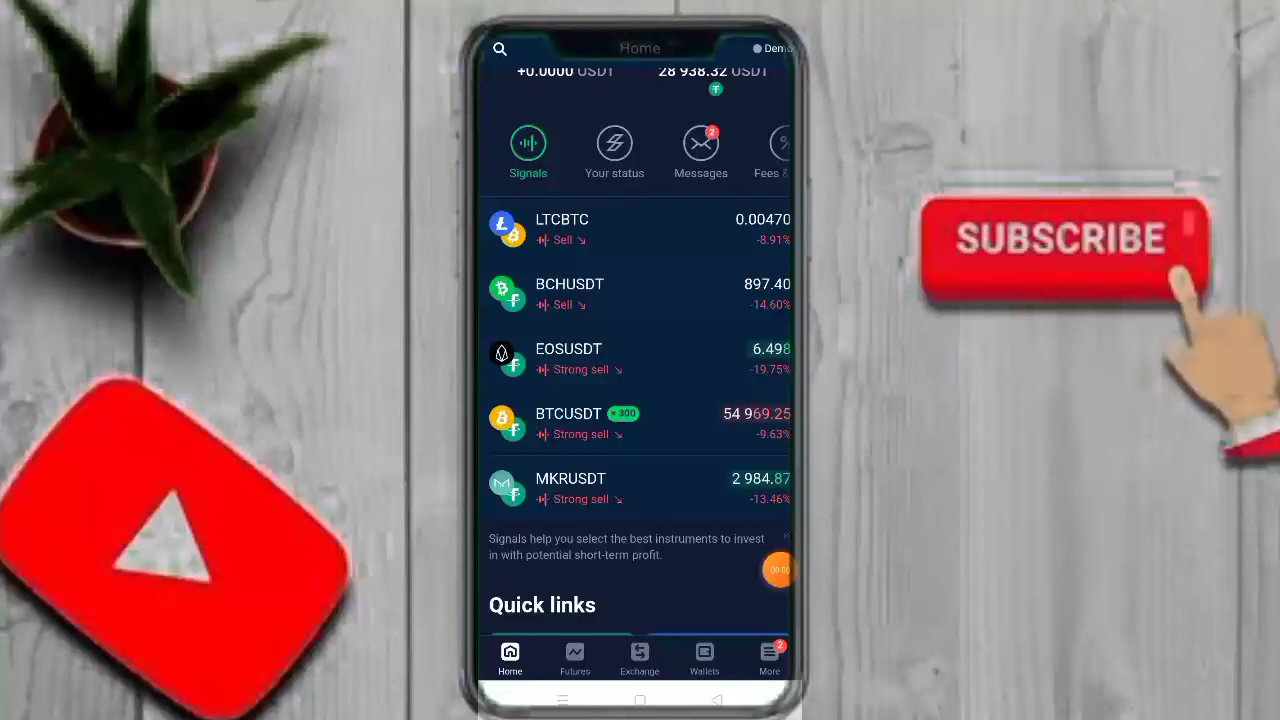 Home
Demo
+0.0000 USDT
28 938.32 USDT
Signals
Your status
2
Messages
Fees &
LTCBTC
0.00470
Sell
-8.91%
BCHUSDT
897.40
Sell
-14.60%
EOSUSDT
6.498
Strong sell
-19.75%
BTCUSDT ×300
54 969.25
Strong sell
-9.63%
MKRUSDT
2 984.87
Strong sell
-13.46%
Signals help you select the best instruments to invest
in with potential short-term profit.
00:00
Quick links
Home
Futures
Exchange
Wallets
2
More
SUBSCRIBE